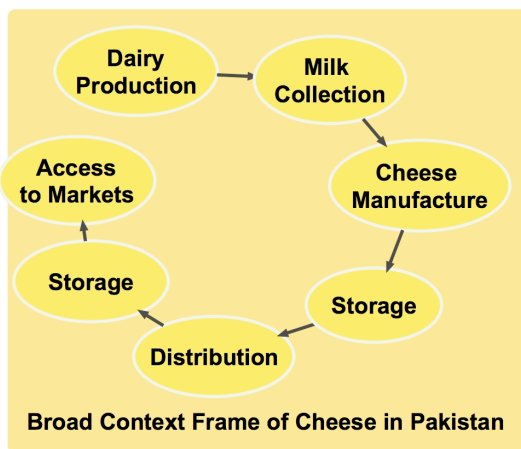 Dairy
Production
Milk
Collection
Cheese
Manufacture
Storage
Distribution
Storage
Access
to Markets
Broad Context Frame of Cheese in Pakistan